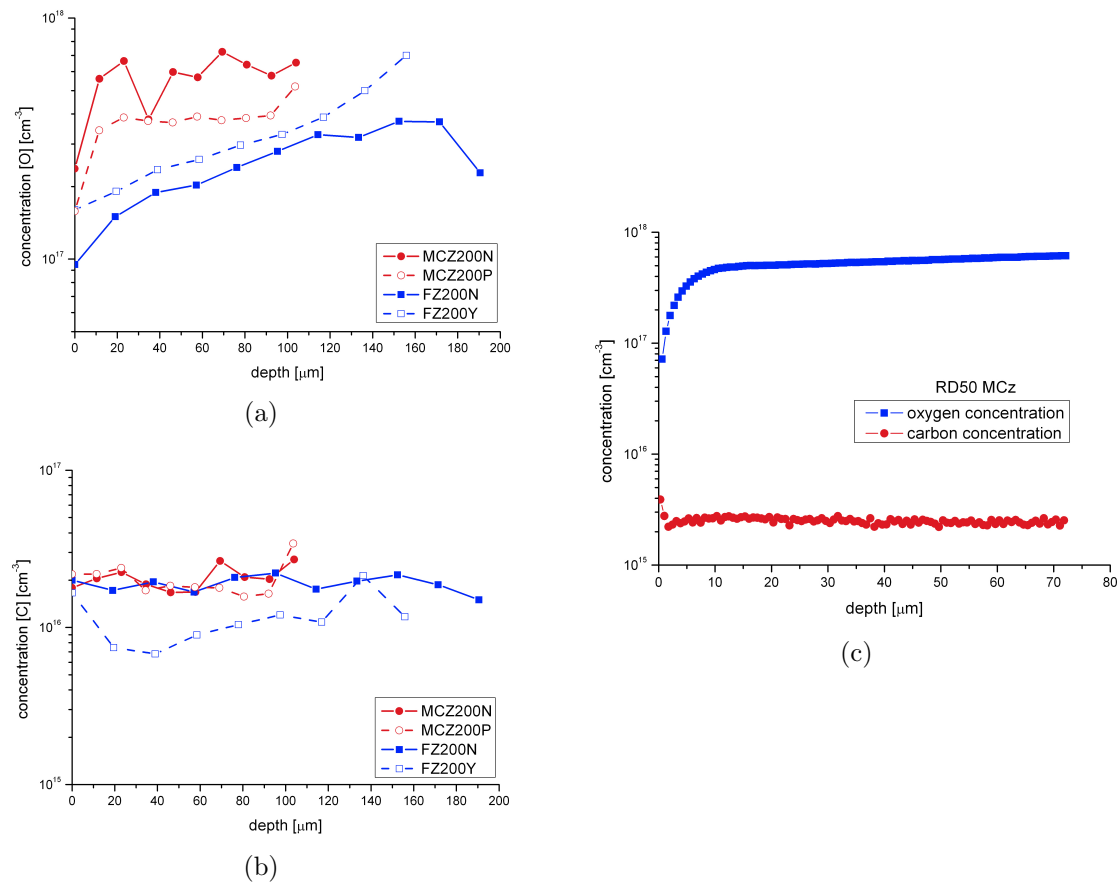 10^18
10^17
concentration [O] [cm^-3]
0 20 40 60 80 100 120 140 160 180 200
depth [μm]
MCZ200N
MCZ200P
FZ200N
FZ200Y
(a)
10^17
10^16
10^15
concentration [C] [cm^-3]
0 20 40 60 80 100 120 140 160 180 200
depth [μm]
MCZ200N
MCZ200P
FZ200N
FZ200Y
(b)
10^18
10^17
10^16
10^15
concentration [cm^-3]
RD50 MCz
oxygen concentration
carbon concentration
0 10 20 30 40 50 60 70 80
depth [μm]
(c)